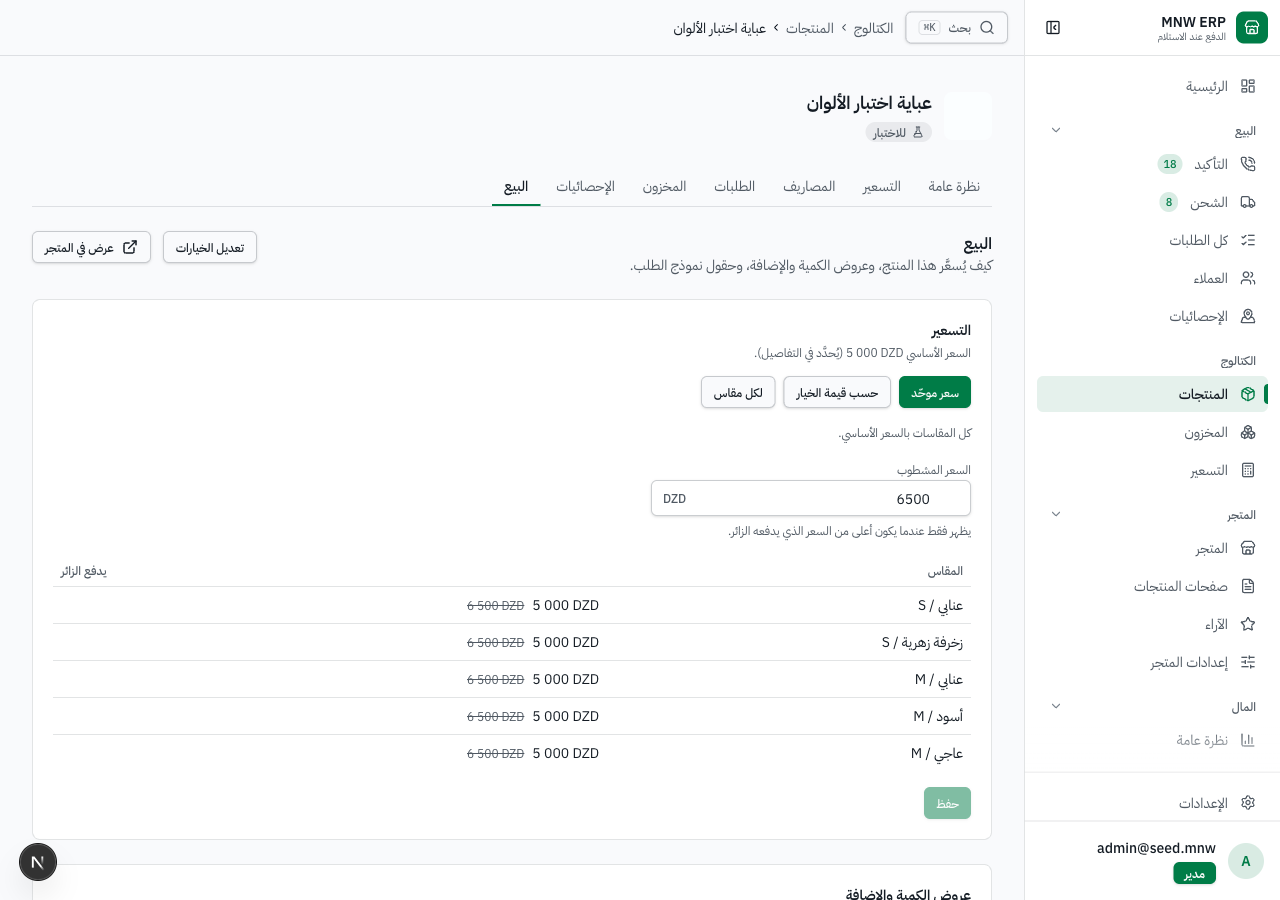 MNW ERP
الدفع عند الاستلام
الرئيسية
البيع
التأكيد 18
الشحن 8
كل الطلبات
العملاء
الإحصائيات
الكتالوج
المنتجات
المخزون
التسعير
المتجر
المتجر
صفحات المنتجات
الآراء
إعدادات المتجر
المال
نظرة عامة
الإعدادات
A
admin@seed.mnw
مدير
بحث ⌘K
الكتالوج › المنتجات › عباية اختبار الألوان
عباية اختبار الألوان
للاختبار
نظرة عامة التسعير المصاريف الطلبات المخزون الإحصائيات البيع
البيع
كيف يُسعَّر هذا المنتج، وعروض الكمية والإضافة، وحقول نموذج الطلب.
تعديل الخيارات عرض في المتجر
التسعير
السعر الأساسي 5 000 DZD (يُحدَّد في التفاصيل).
سعر موحّد حسب قيمة الخيار لكل مقاس
كل المقاسات بالسعر الأساسي.
السعر المشطوب
6500 DZD
يظهر فقط عندما يكون أعلى من السعر الذي يدفعه الزائر.
المقاس يدفع الزائر
عنابي / S 5 000 DZD 6 500 DZD
زخرفة زهرية / S 5 000 DZD 6 500 DZD
عنابي / M 5 000 DZD 6 500 DZD
أسود / M 5 000 DZD 6 500 DZD
عاجي / M 5 000 DZD 6 500 DZD
حفظ
عروض الكمية والإضافة
N